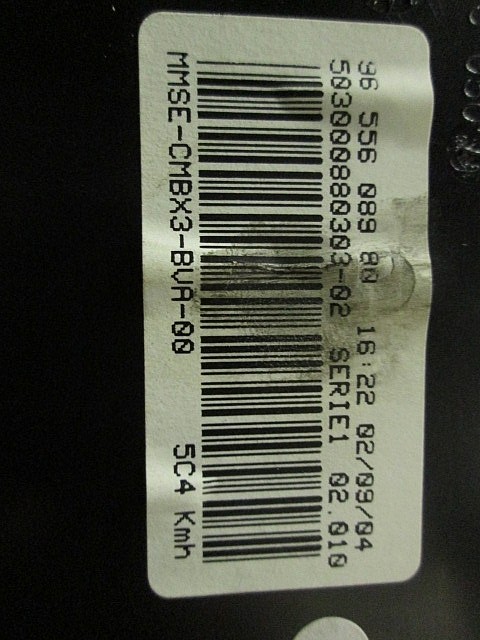 96 556 089 80 16:22 02/09/04
503000880303-02 SERIE1 02.010
MMSE-CMBX3-BVA-00 5C4 Kmh